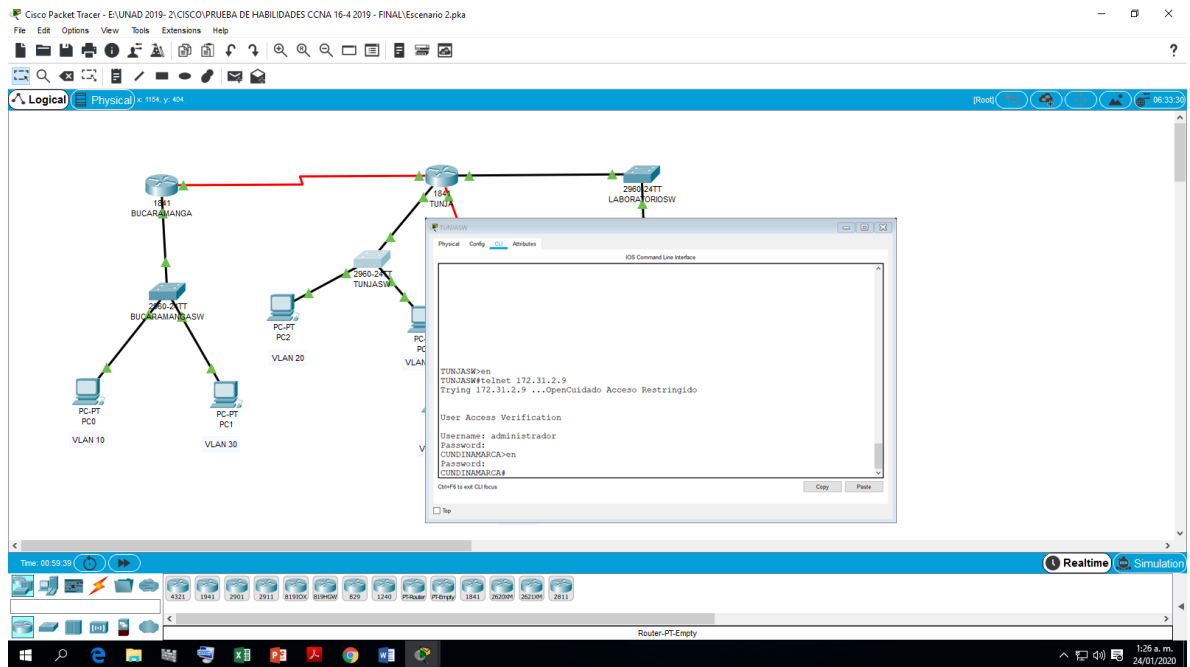 Cisco Packet Tracer - E:\UNAD 2019- 2\CISCO\PRUEBA DE HABILIDADES CCNA 16-4 2019 - FINAL\Escenario 2.pka
File Edit Options View Tools Extensions Help
?
Logical Physical x: 1154, y: 404 [Root] 06:33:30
1841
BUCARAMANGA
1841
TUNJA
2960-24TT
LABORATORIOSW
2960-24TT
TUNJASW
2960-24TT
BUCARAMANGASW
PC-PT
PC2
VLAN 20
PC-PT
PC0
VLAN 10
PC-PT
PC1
VLAN 30
TUNJASW
Physical Config CLI Attributes
IOS Command Line Interface
TUNJASW>en
TUNJASW#telnet 172.31.2.9
Trying 172.31.2.9 ...OpenCuidado Acceso Restringido
User Access Verification
Username: administrador
Password:
CUNDINAMARCA>en
Password:
CUNDINAMARCA#
Ctrl+F6 to exit CLI focus
Copy Paste
Top
Time: 00:59:39
Realtime Simulation
4321 1941 2901 2911 819IOX 819HGW 829 1240 PT-Router PT-Empty 1841 2620XM 2621XM 2811
Router-PT-Empty
1:26 a. m.
24/01/2020